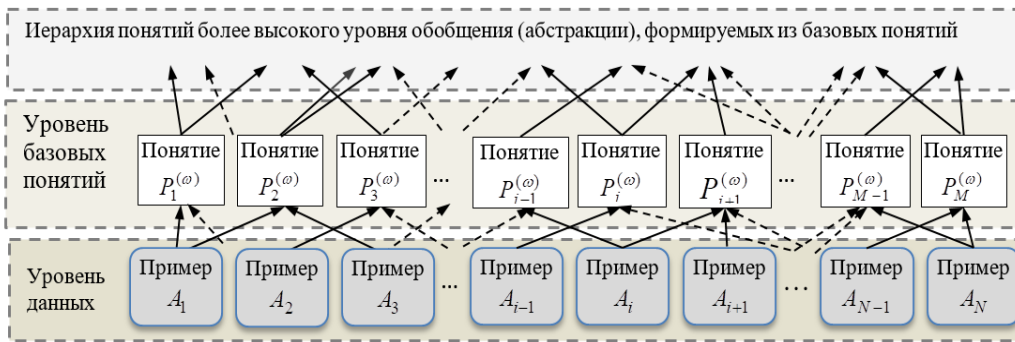 Иерархия понятий более высокого уровня обобщения (абстракции), формируемых из базовых понятий
Уровень
базовых
понятий
Понятие Понятие Понятие Понятие Понятие Понятие Понятие Понятие
P_1^{(ω)} P_2^{(ω)} P_3^{(ω)} ... P_{i-1}^{(ω)} P_i^{(ω)} P_{i+1}^{(ω)} ... P_{M-1}^{(ω)} P_M^{(ω)}
Уровень
данных
Пример Пример Пример Пример Пример Пример Пример Пример
A_1 A_2 A_3 ... A_{i-1} A_i A_{i+1} ... A_{N-1} A_N